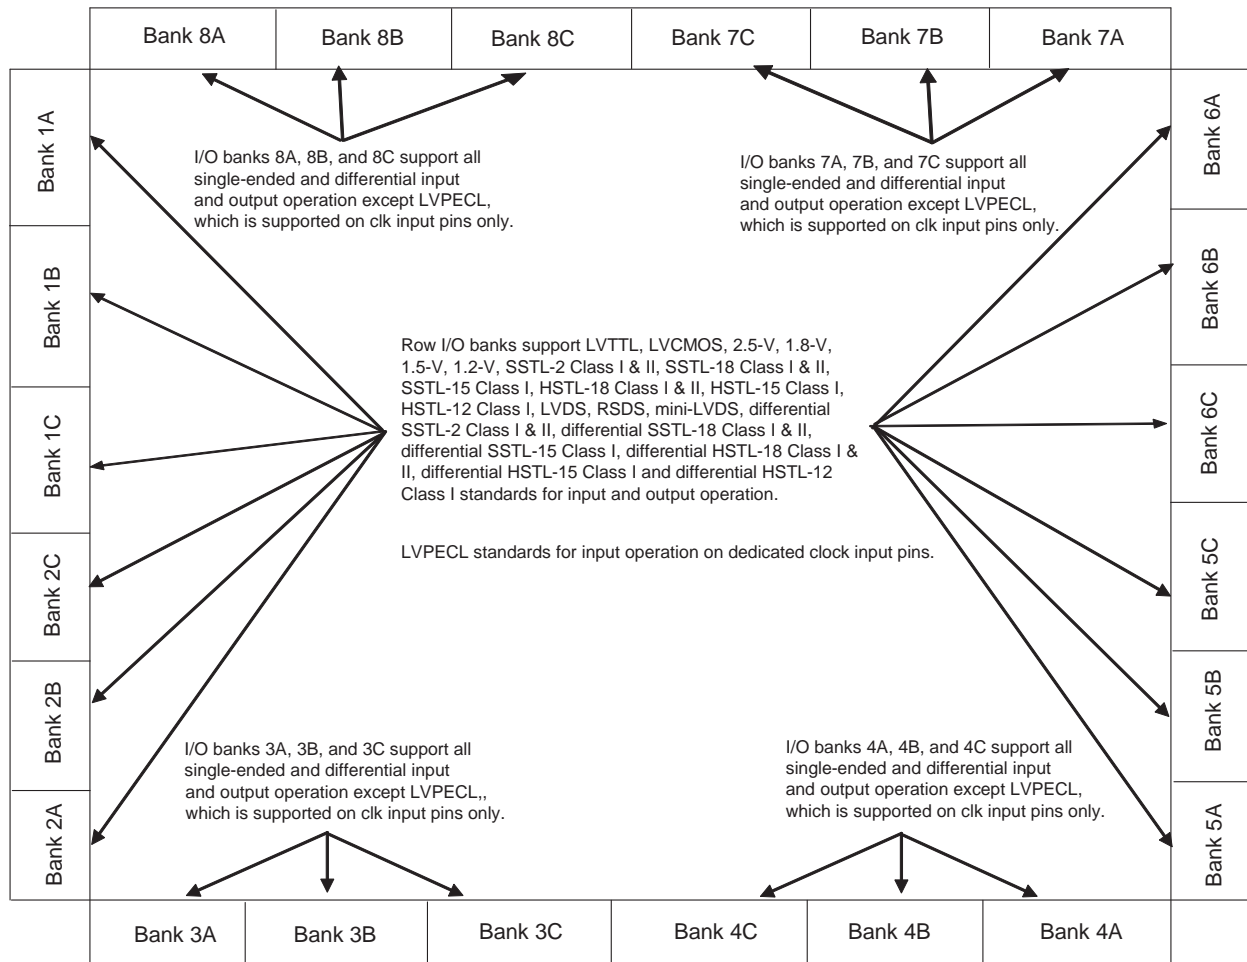 Bank 8A
Bank 8B
Bank 8C
Bank 7C
Bank 7B
Bank 7A
Bank 1A
Bank 1B
Bank 1C
Bank 2C
Bank 2B
Bank 2A
I/O banks 8A, 8B, and 8C support all
single-ended and differential input
and output operation except LVPECL,
which is supported on clk input pins only.
I/O banks 7A, 7B, and 7C support all
single-ended and differential input
and output operation except LVPECL,
which is supported on clk input pins only.
Row I/O banks support LVTTL, LVCMOS, 2.5-V, 1.8-V,
1.5-V, 1.2-V, SSTL-2 Class I & II, SSTL-18 Class I & II,
SSTL-15 Class I, HSTL-18 Class I & II, HSTL-15 Class I,
HSTL-12 Class I, LVDS, RSDS, mini-LVDS, differential
SSTL-2 Class I & II, differential SSTL-18 Class I & II,
differential SSTL-15 Class I, differential HSTL-18 Class I &
II, differential HSTL-15 Class I and differential HSTL-12
Class I standards for input and output operation.
LVPECL standards for input operation on dedicated clock input pins.
I/O banks 3A, 3B, and 3C support all
single-ended and differential input
and output operation except LVPECL,,
which is supported on clk input pins only.
I/O banks 4A, 4B, and 4C support all
single-ended and differential input
and output operation except LVPECL,
which is supported on clk input pins only.
Bank 6A
Bank 6B
Bank 6C
Bank 5C
Bank 5B
Bank 5A
Bank 3A
Bank 3B
Bank 3C
Bank 4C
Bank 4B
Bank 4A